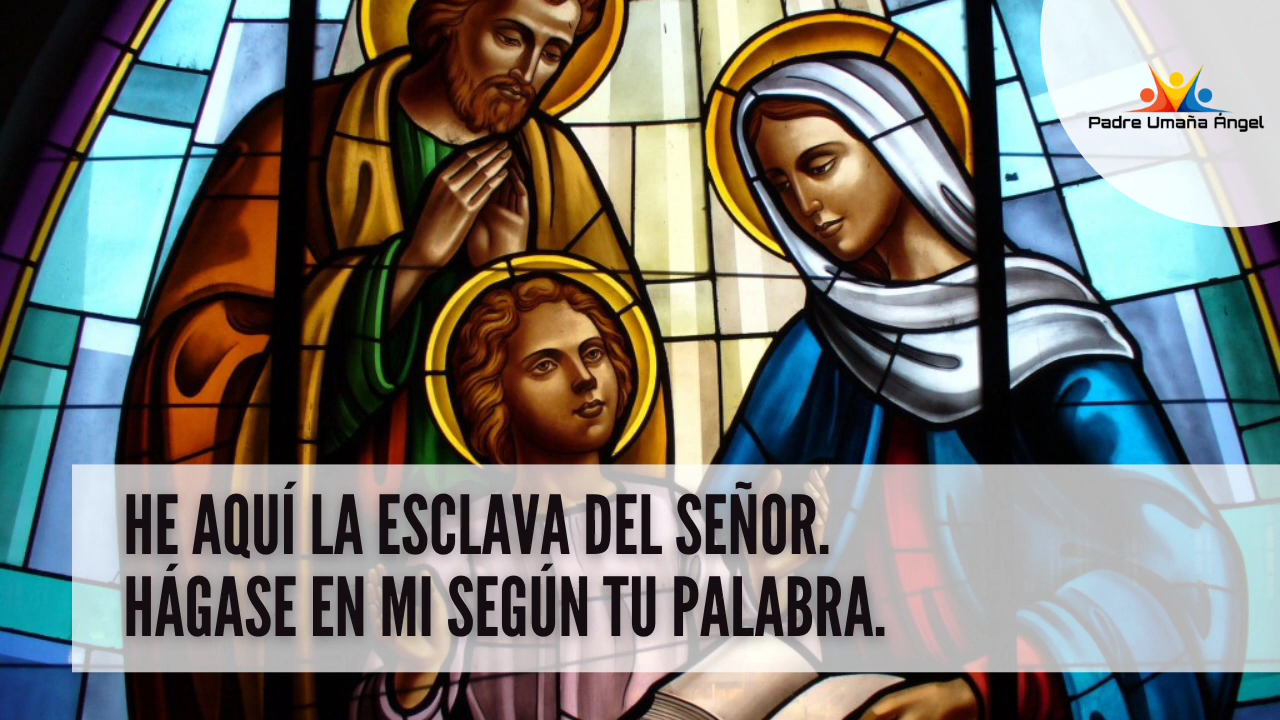 Padre Umaña Ángel
HE AQUÍ LA ESCLAVA DEL SEÑOR.
HÁGASE EN MI SEGÚN TU PALABRA.